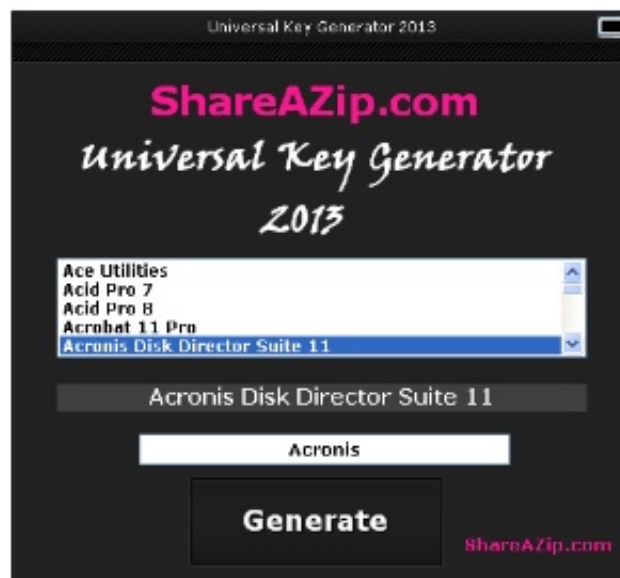 Universal Key Generator 2013
ShareAZip.com
Universal Key Generator
2013
Ace Utilities
Acid Pro 7
Acid Pro 8
Acrobat 11 Pro
Acronis Disk Director Suite 11
Acronis Disk Director Suite 11
Acronis
Generate
ShareAZip.com